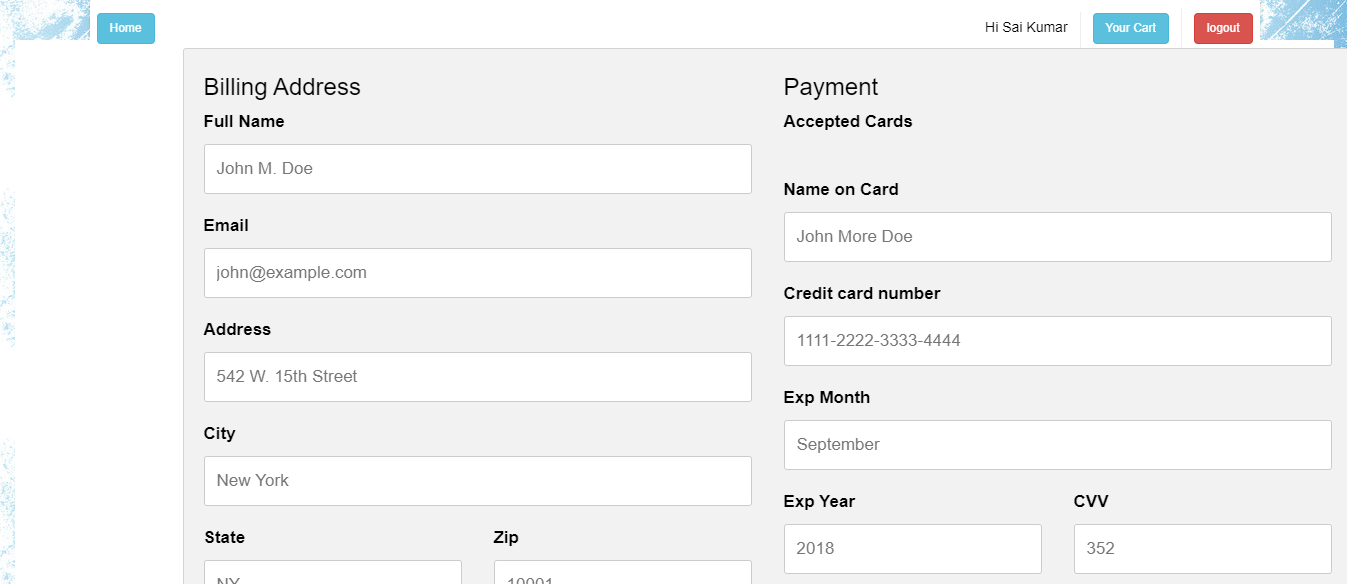 Home
Hi Sai Kumar
Your Cart
logout
Billing Address
Full Name
John M. Doe
Email
john@example.com
Address
542 W. 15th Street
City
New York
State
Zip
NY
10001
Payment
Accepted Cards
Name on Card
John More Doe
Credit card number
1111-2222-3333-4444
Exp Month
September
Exp Year
CVV
2018
352